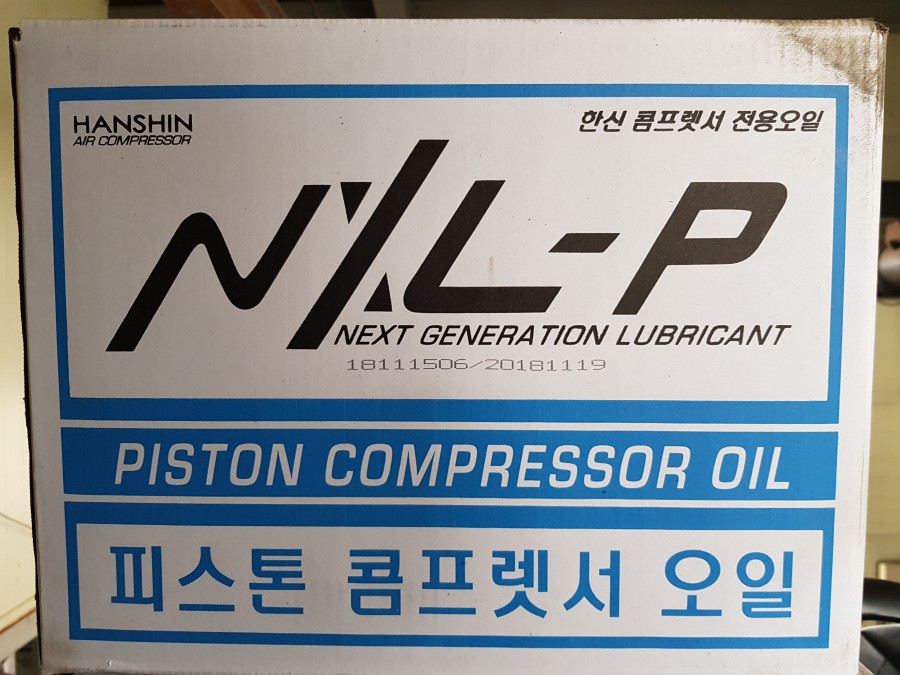 HANSHIN
AIR COMPRESSOR
한신 콤프렛서 전용오일
NXL-P
NEXT GENERATION LUBRICANT
18111506/20181119
PISTON COMPRESSOR OIL
피스톤 콤프렛서 오일